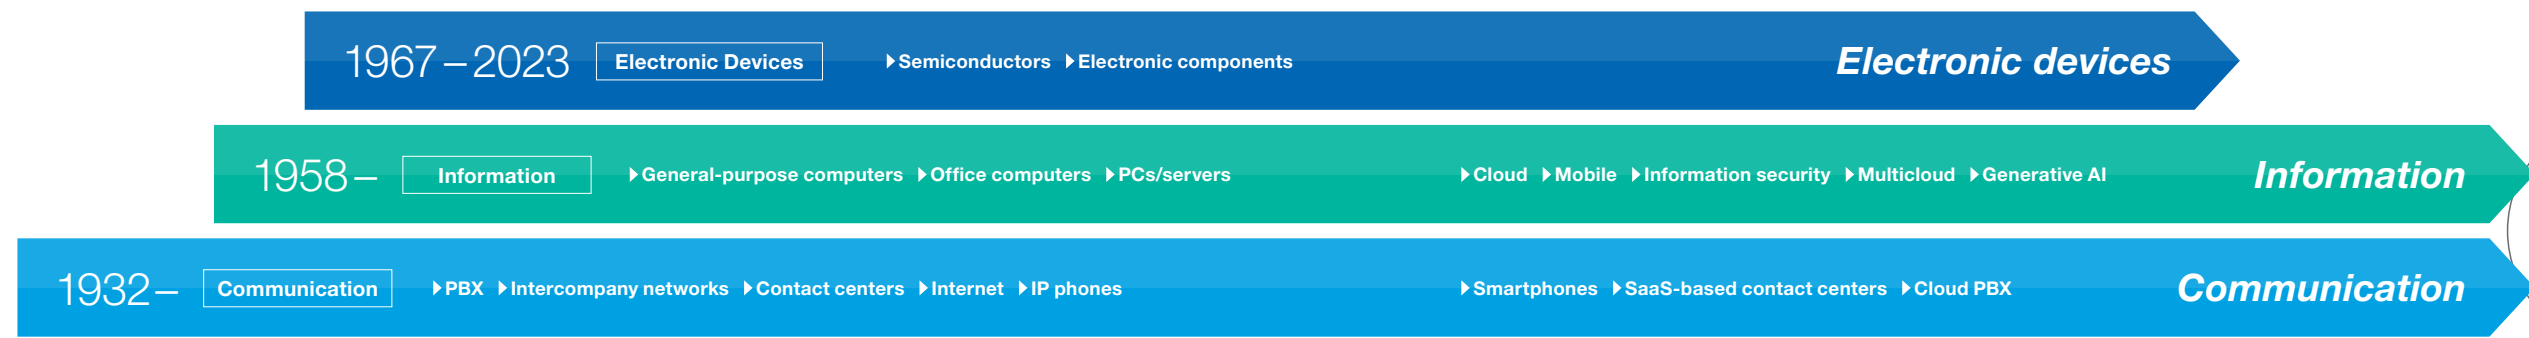 1967–2023 Electronic Devices Semiconductors Electronic components Electronic devices
1958– Information General-purpose computers Office computers PCs/servers Cloud Mobile Information security Multicloud Generative AI Information
1932– Communication PBX Intercompany networks Contact centers Internet IP phones Smartphones SaaS-based contact centers Cloud PBX Communication